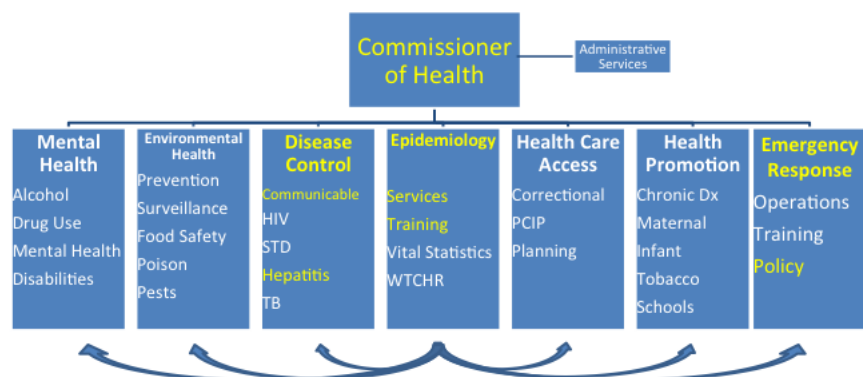 Commissioner
of Health
Administrative
Services
Mental
Health
Alcohol
Drug Use
Mental Health
Disabilities
Environmental
Health
Prevention
Surveillance
Food Safety
Poison
Pests
Disease
Control
Communicable
HIV
STD
Hepatitis
TB
Epidemiology
Services
Training
Vital Statistics
WTCHR
Health Care
Access
Correctional
PCIP
Planning
Health
Promotion
Chronic Dx
Maternal
Infant
Tobacco
Schools
Emergency
Response
Operations
Training
Policy